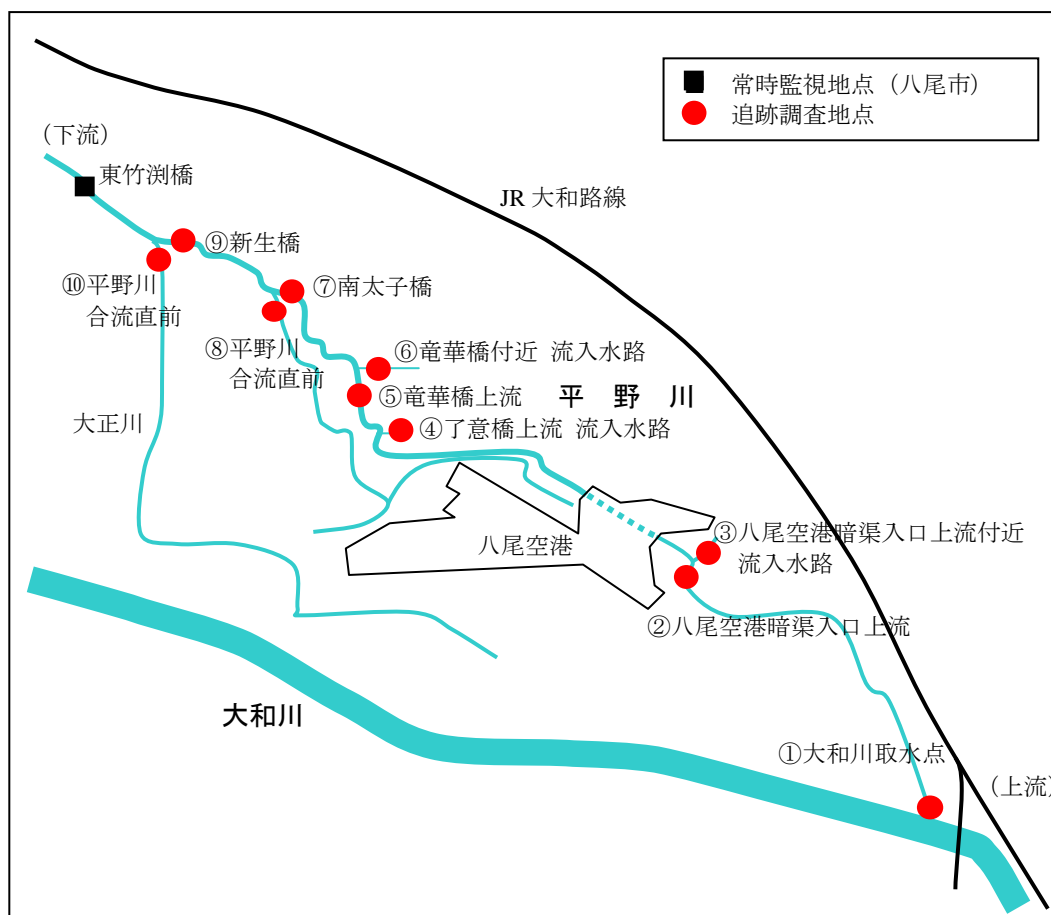 常時監視地点（八尾市）
追跡調査地点
（下流）
東竹渕橋
JR 大和路線
⑨新生橋
⑩平野川
合流直前
⑦南太子橋
⑧平野川
合流直前
⑥竜華橋付近 流入水路
⑤竜華橋上流
平 野 川
大正川
④了意橋上流 流入水路
八尾空港
③八尾空港暗渠入口上流付近
流入水路
②八尾空港暗渠入口上流
大和川
①大和川取水点
（上流）